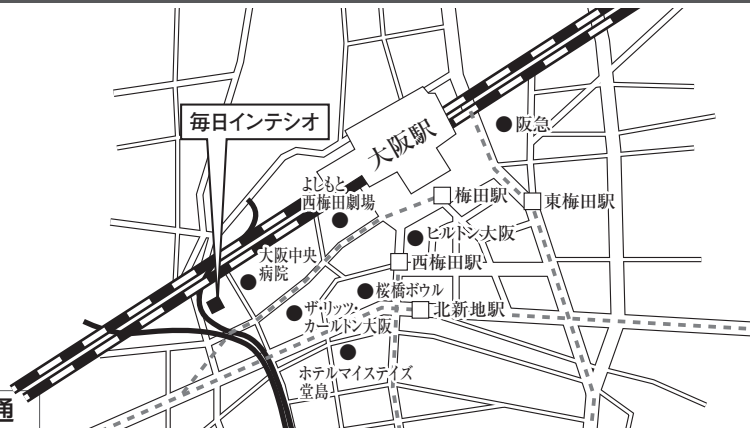 毎日インテシオ
大阪駅
阪急
よしもと
西梅田劇場
梅田駅
東梅田駅
ヒルトン大阪
大阪中央
病院
西梅田駅
桜橋ボウル
ザ・リッツ・
カールトン大阪
北新地駅
ホテルマイステイズ
堂島
通